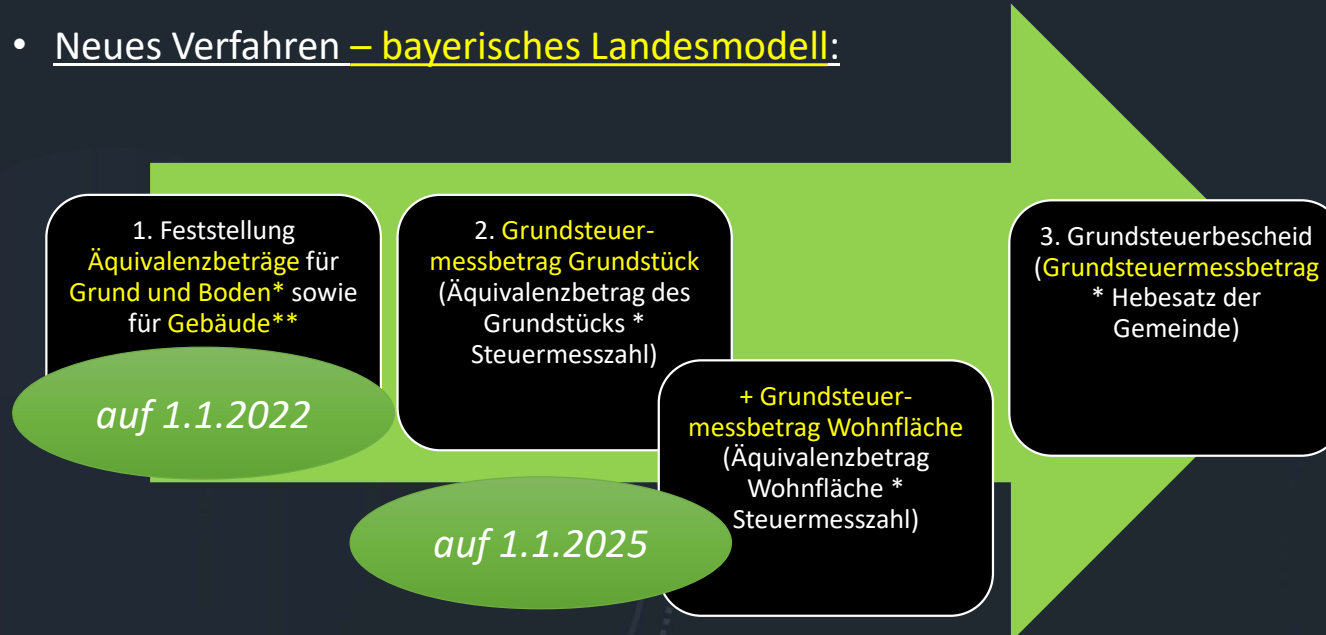 • Neues Verfahren – bayerisches Landesmodell:
1. Feststellung
Äquivalenzbeträge für
Grund und Boden* sowie
für Gebäude**
auf 1.1.2022
2. Grundsteuer-
messbetrag Grundstück
(Äquivalenzbetrag des
Grundstücks *
Steuermesszahl)
+ Grundsteuer-
messbetrag Wohnfläche
(Äquivalenzbetrag
Wohnfläche *
Steuermesszahl)
auf 1.1.2025
3. Grundsteuerbescheid
(Grundsteuermessbetrag
* Hebesatz der
Gemeinde)